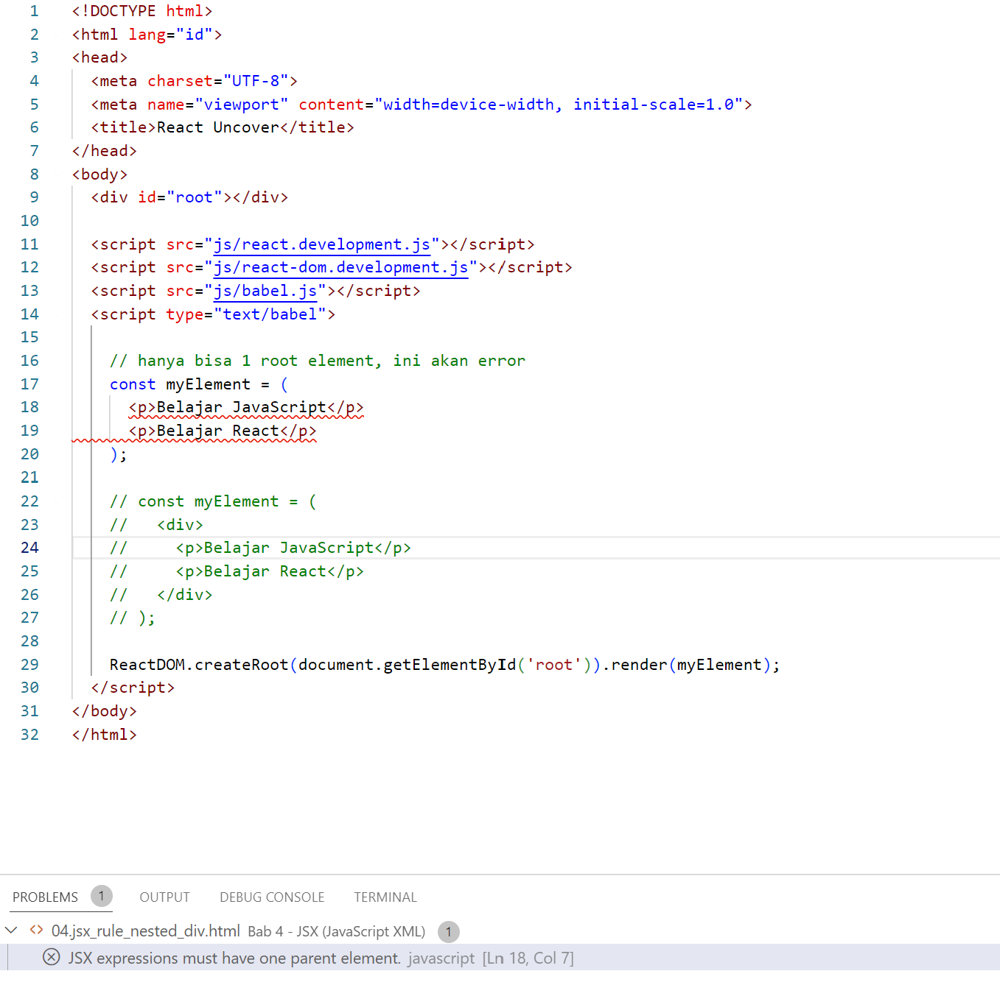 1 <!DOCTYPE html>
2 <html lang="id">
3 <head>
4   <meta charset="UTF-8">
5   <meta name="viewport" content="width=device-width, initial-scale=1.0">
6   <title>React Uncover</title>
7 </head>
8 <body>
9   <div id="root"></div>
10
11   <script src="js/react.development.js"></script>
12   <script src="js/react-dom.development.js"></script>
13   <script src="js/babel.js"></script>
14   <script type="text/babel">
15
16     // hanya bisa 1 root element, ini akan error
17     const myElement = (
18       <p>Belajar JavaScript</p>
19       <p>Belajar React</p>
20     );
21
22     // const myElement = (
23     //   <div>
24     //     <p>Belajar JavaScript</p>
25     //     <p>Belajar React</p>
26     //   </div>
27     // );
28
29     ReactDOM.createRoot(document.getElementById('root')).render(myElement);
30   </script>
31 </body>
32 </html>
PROBLEMS 1 OUTPUT DEBUG CONSOLE TERMINAL
<> 04.jsx_rule_nested_div.html Bab 4 - JSX (JavaScript XML) 1
JSX expressions must have one parent element. javascript [Ln 18, Col 7]